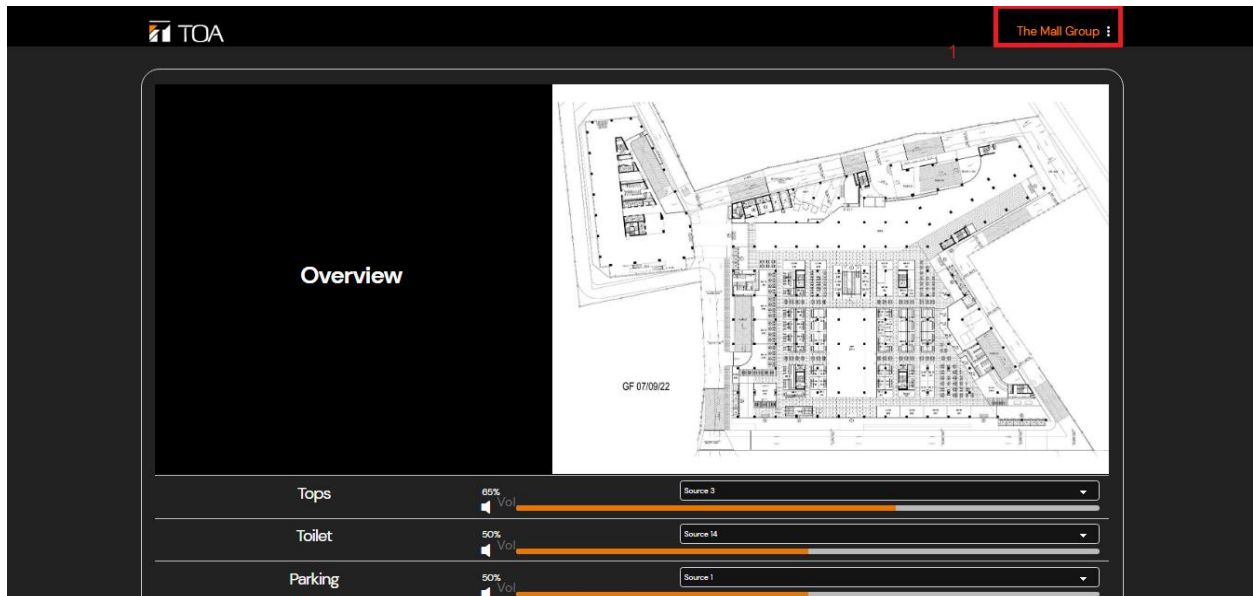 TOA
The Mall Group
1
Overview
GF 07/09/22
Tops
65%
Vol
Source 3
Toilet
50%
Vol
Source 14
Parking
50%
Vol
Source 1